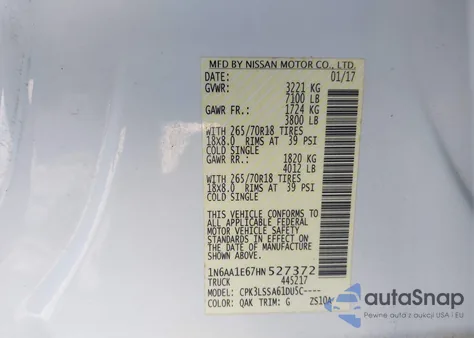 MFD BY NISSAN MOTOR CO., LTD.
DATE: 01/17
GVWR: 3221 KG
7100 LB
GAWR FR.: 1724 KG
3800 LB
WITH 265/70R18 TIRES
18X8.0 RIMS AT 39 PSI
COLD SINGLE
GAWR RR.: 1820 KG
4012 LB
WITH 265/70R18 TIRES
18X8.0 RIMS AT 39 PSI
COLD SINGLE
THIS VEHICLE CONFORMS TO
ALL APPLICABLE FEDERAL
MOTOR VEHICLE SAFETY
STANDARDS IN EFFECT ON
THE DATE OF MANUFACTURE
SHOWN ABOVE.
1N6AA1E67HN527372
TRUCK 445217
MODEL: CPK3LSSA61DU5C----
COLOR: QAK TRIM: G ZS10A
autoSnap
Pewne auta z aukcji USA i EU